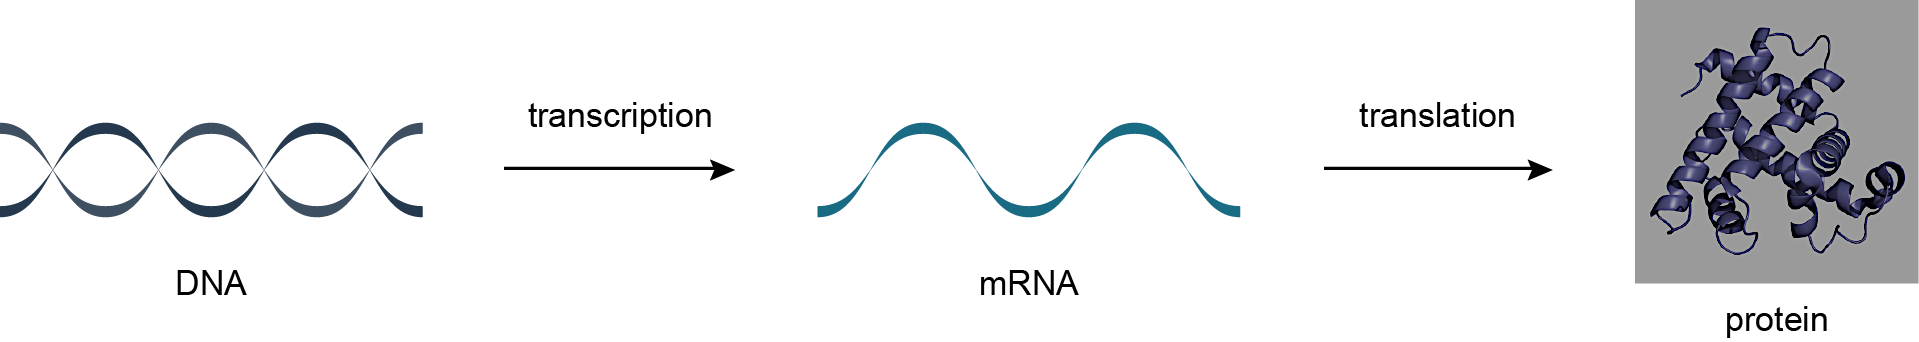 transcription
translation
DNA
mRNA
protein